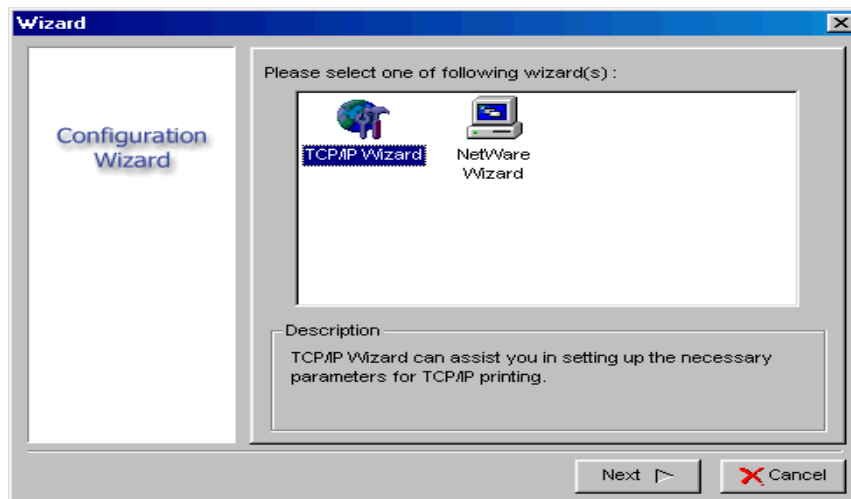 Wizard
Configuration
Wizard
Please select one of following wizard(s) :
TCP/IP Wizard
NetWare
Wizard
Description
TCP/IP Wizard can assist you in setting up the necessary
parameters for TCP/IP printing.
Next
Cancel